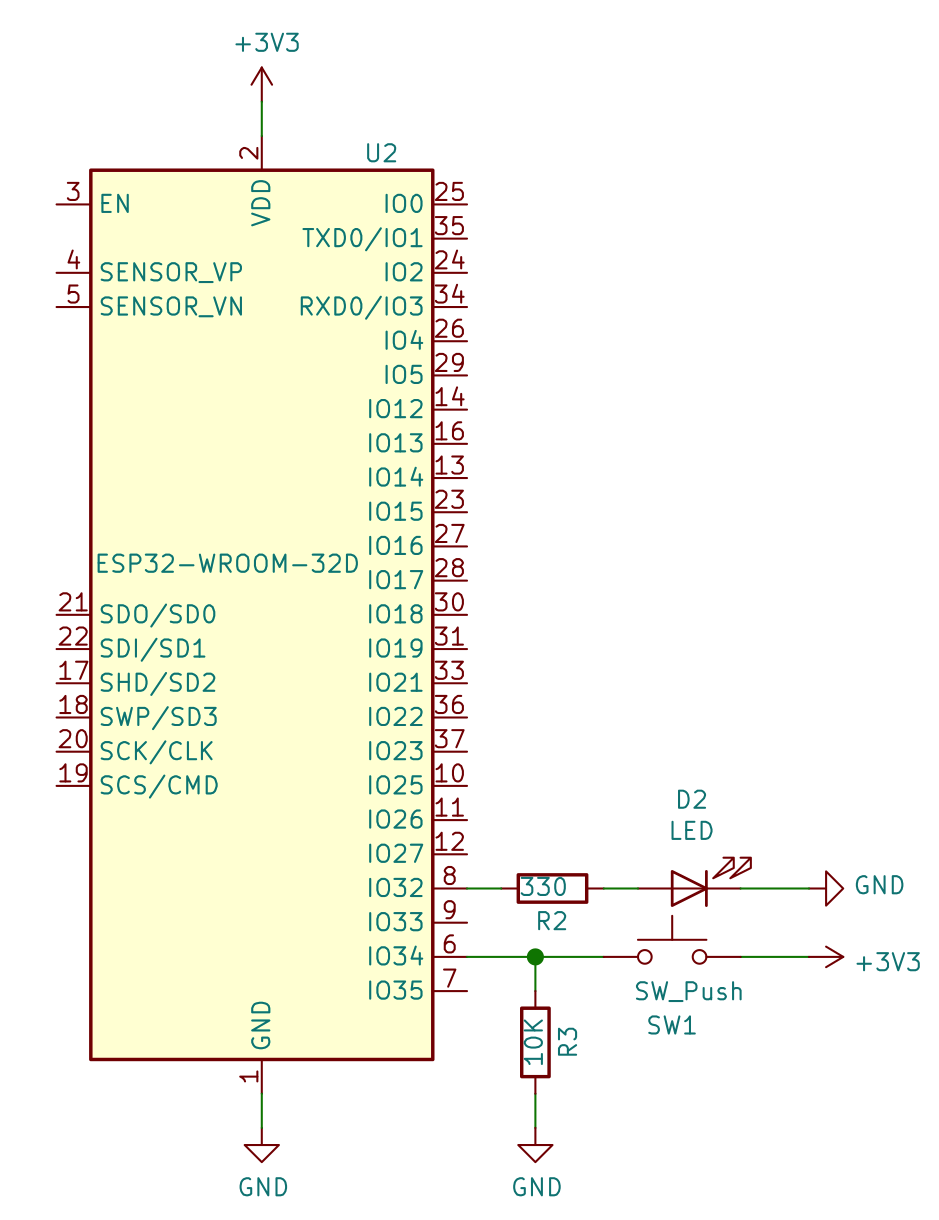 +3V3
2
U2
3
EN
VDD
IO0
25
TXD0/IO1
35
4
SENSOR_VP
IO2
24
5
SENSOR_VN
RXD0/IO3
34
IO4
26
IO5
29
IO12
14
IO13
16
IO14
13
IO15
23
IO16
27
ESP32-WROOM-32D
IO17
28
21
SDO/SD0
IO18
30
22
SDI/SD1
IO19
31
17
SHD/SD2
IO21
33
18
SWP/SD3
IO22
36
20
SCK/CLK
IO23
37
19
SCS/CMD
IO25
10
D2
LED
IO26
11
IO27
12
IO32
8
330
R2
GND
IO33
9
IO34
6
+3V3
SW_Push
SW1
IO35
7
GND
1
10K
R3
GND
GND